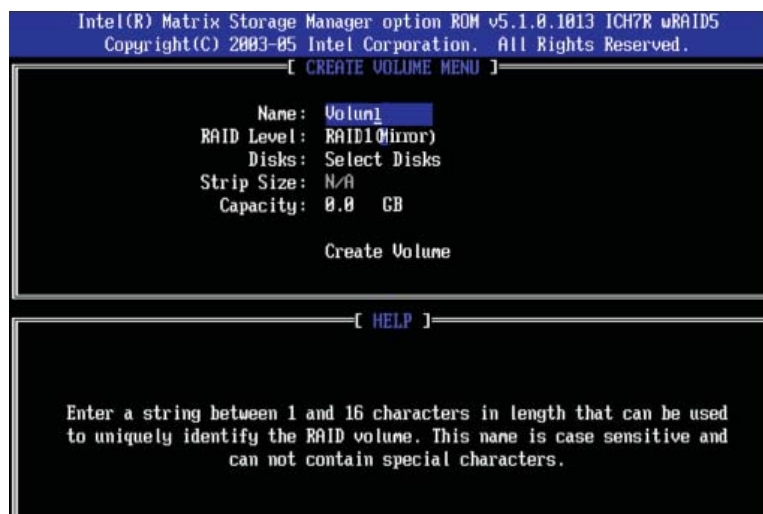 Intel(R) Matrix Storage Manager option ROM v5.1.0.1013 ICH7R wRAID5
Copyright(C) 2003-05 Intel Corporation. All Rights Reserved.
[ CREATE VOLUME MENU ]
Name: Volum1
RAID Level: RAID1(Mirror)
Disks: Select Disks
Strip Size: N/A
Capacity: 0.0 GB
Create Volume
[ HELP ]
Enter a string between 1 and 16 characters in length that can be used
to uniquely identify the RAID volume. This name is case sensitive and
can not contain special characters.